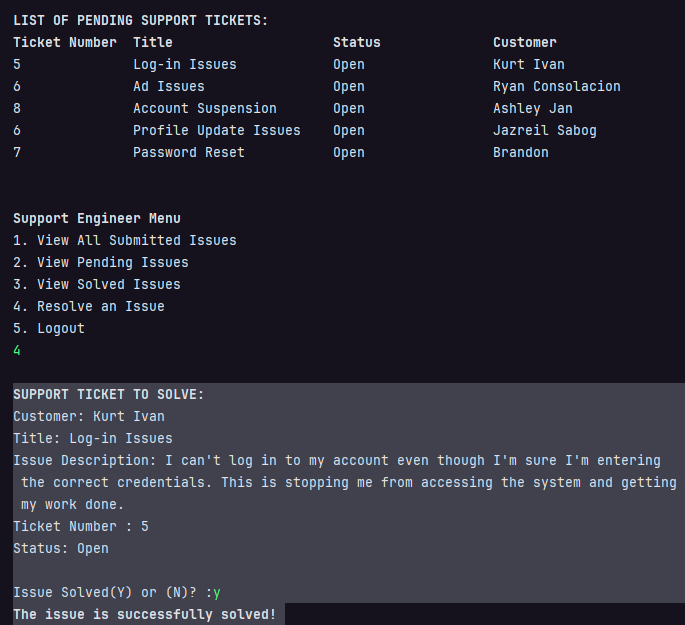 LIST OF PENDING SUPPORT TICKETS:
Ticket Number  Title                    Status              Customer
5              Log-in Issues            Open                Kurt Ivan
6              Ad Issues                Open                Ryan Consolacion
8              Account Suspension       Open                Ashley Jan
6              Profile Update Issues    Open                Jazreil Sabog
7              Password Reset           Open                Brandon
Support Engineer Menu
1. View All Submitted Issues
2. View Pending Issues
3. View Solved Issues
4. Resolve an Issue
5. Logout
4
SUPPORT TICKET TO SOLVE:
Customer: Kurt Ivan
Title: Log-in Issues
Issue Description: I can't log in to my account even though I'm sure I'm entering
the correct credentials. This is stopping me from accessing the system and getting
my work done.
Ticket Number : 5
Status: Open
Issue Solved(Y) or (N)? :y
The issue is successfully solved!